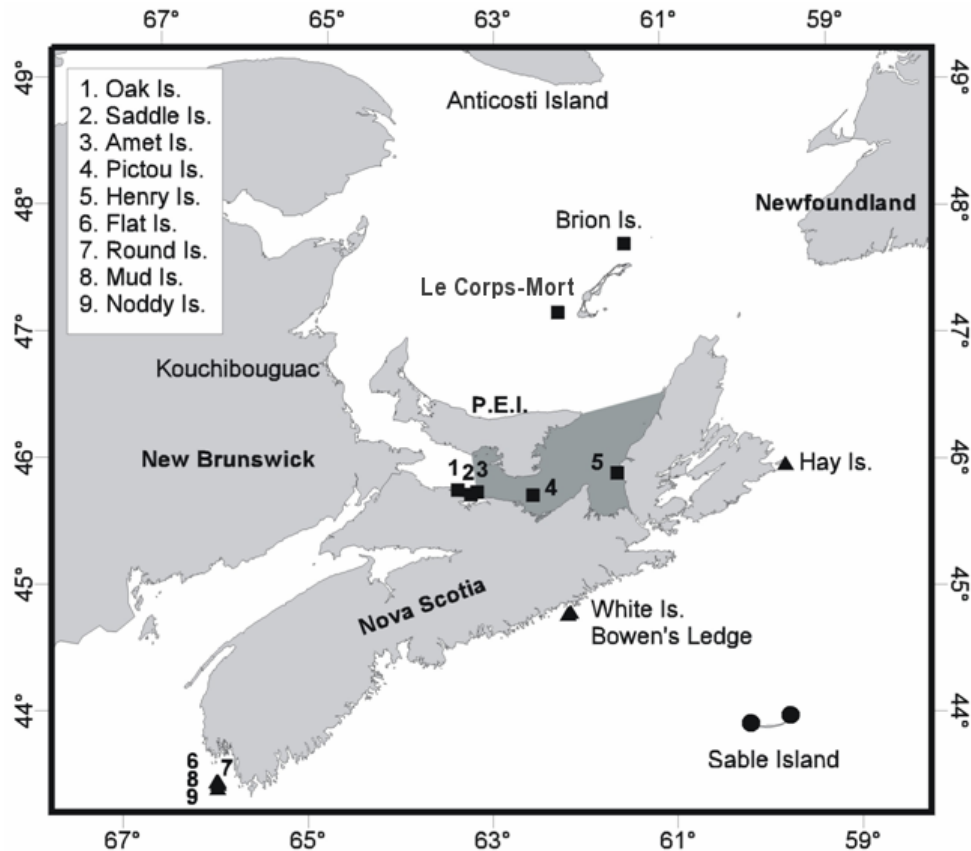 67° 65° 63° 61° 59°
49° 49°
1. Oak Is.
2. Saddle Is.
3. Amet Is.
4. Pictou Is.
5. Henry Is.
6. Flat Is.
7. Round Is.
8. Mud Is.
9. Noddy Is.
Anticosti Island
48° 48°
Newfoundland
Brion Is.
Le Corps-Mort
47° 47°
Kouchibouguac
P.E.I.
46° 46°
New Brunswick
1 2 3 4 5
Hay Is.
45° 45°
Nova Scotia
White Is.
Bowen's Ledge
44° 44°
Sable Island
6 7
8
9
67° 65° 63° 61° 59°